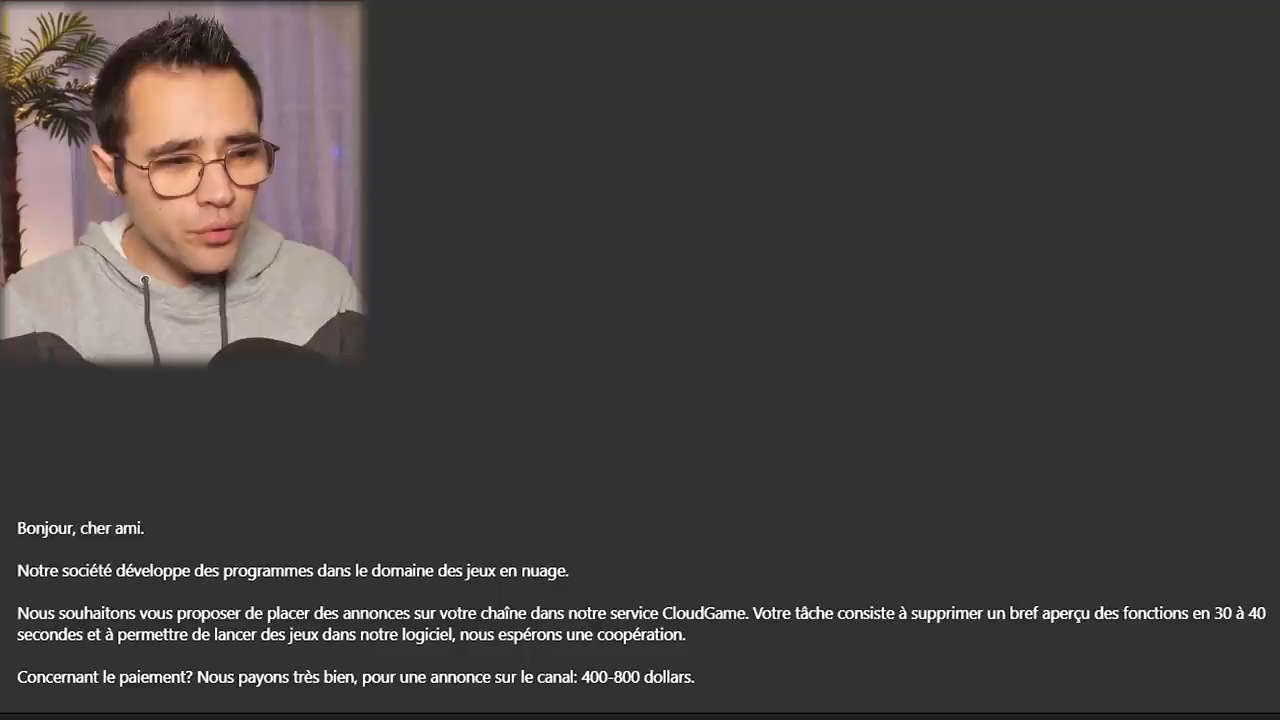 Bonjour, cher ami.
Notre société développe des programmes dans le domaine des jeux en nuage.
Nous souhaitons vous proposer de placer des annonces sur votre chaîne dans notre service CloudGame. Votre tâche consiste à supprimer un bref aperçu des fonctions en 30 à 40
secondes et à permettre de lancer des jeux dans notre logiciel, nous espérons une coopération.
Concernant le paiement? Nous payons très bien, pour une annonce sur le canal: 400-800 dollars.